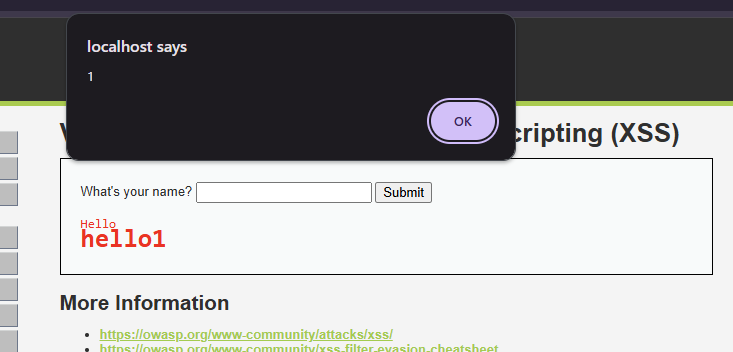 localhost says
1
OK
cripting (XSS)
What's your name?
Submit
Hello
hello1
More Information
https://owasp.org/www-community/attacks/xss/
https://owasp.org/www-community/xss-filter-evasion-cheatsheet